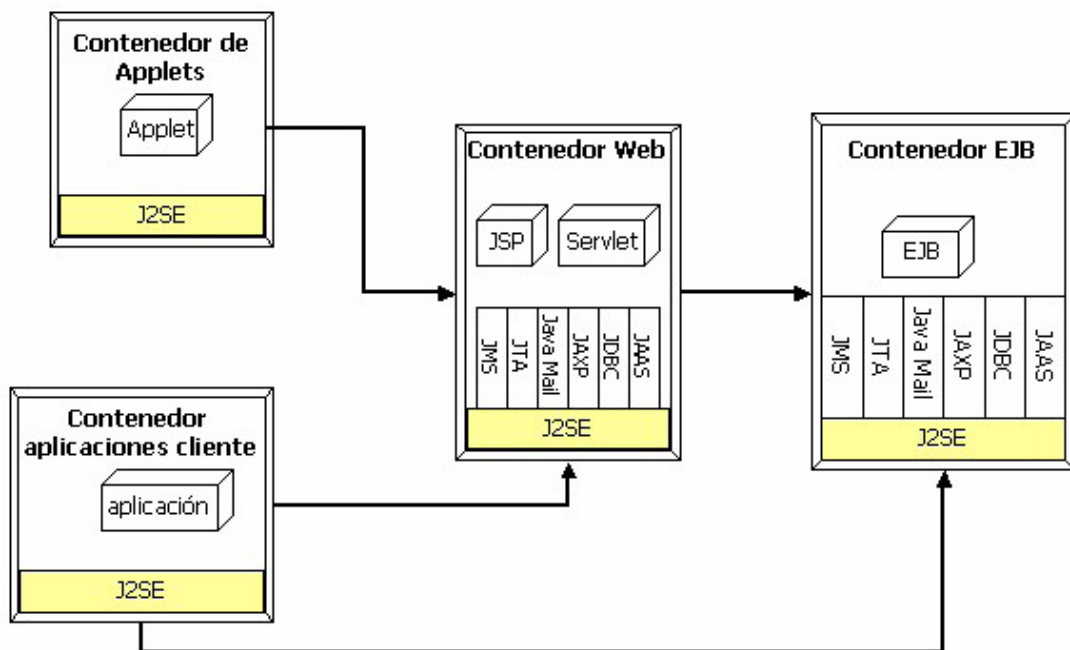 Contenedor de
Applets
Applet
J2SE
Contenedor
aplicaciones cliente
aplicación
J2SE
Contenedor Web
JSP
Servlet
JMS
JTA
Java Mail
JAXP
JDBC
JAAS
J2SE
Contenedor EJB
EJB
JMS
JTA
Java Mail
JAXP
JDBC
JAAS
J2SE